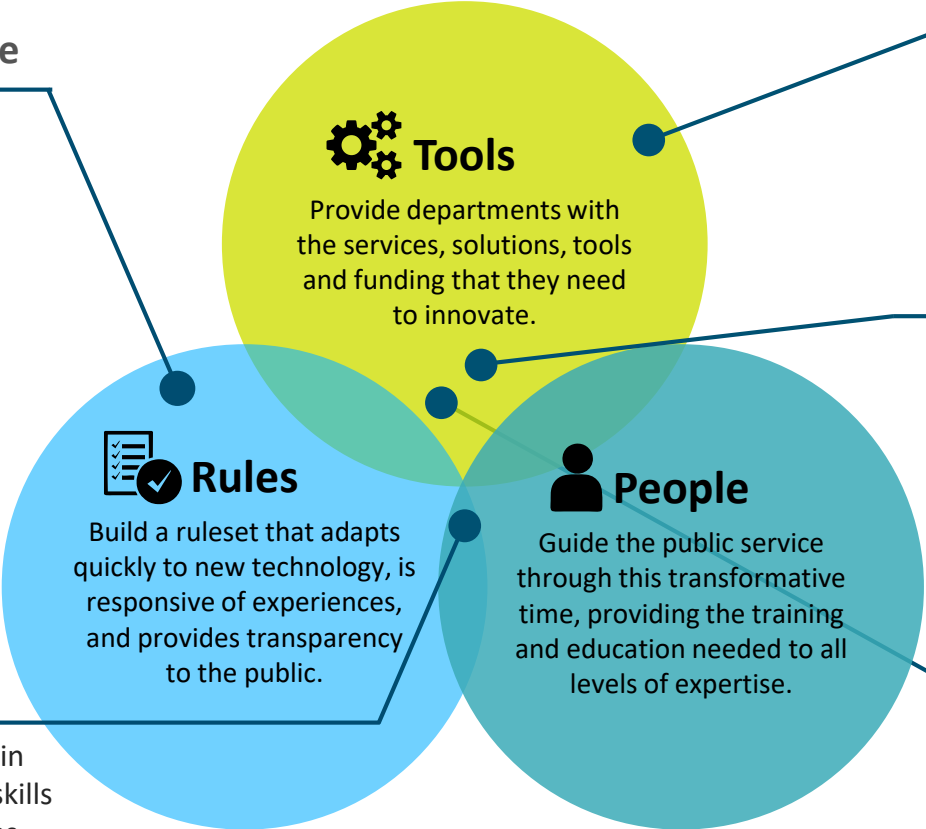 e
Tools
Provide departments with
the services, solutions, tools
and funding that they need
to innovate.
Rules
Build a ruleset that adapts
quickly to new technology, is
responsive of experiences,
and provides transparency
to the public.
People
Guide the public service
through this transformative
time, providing the training
and education needed to all
levels of expertise.
in
skills